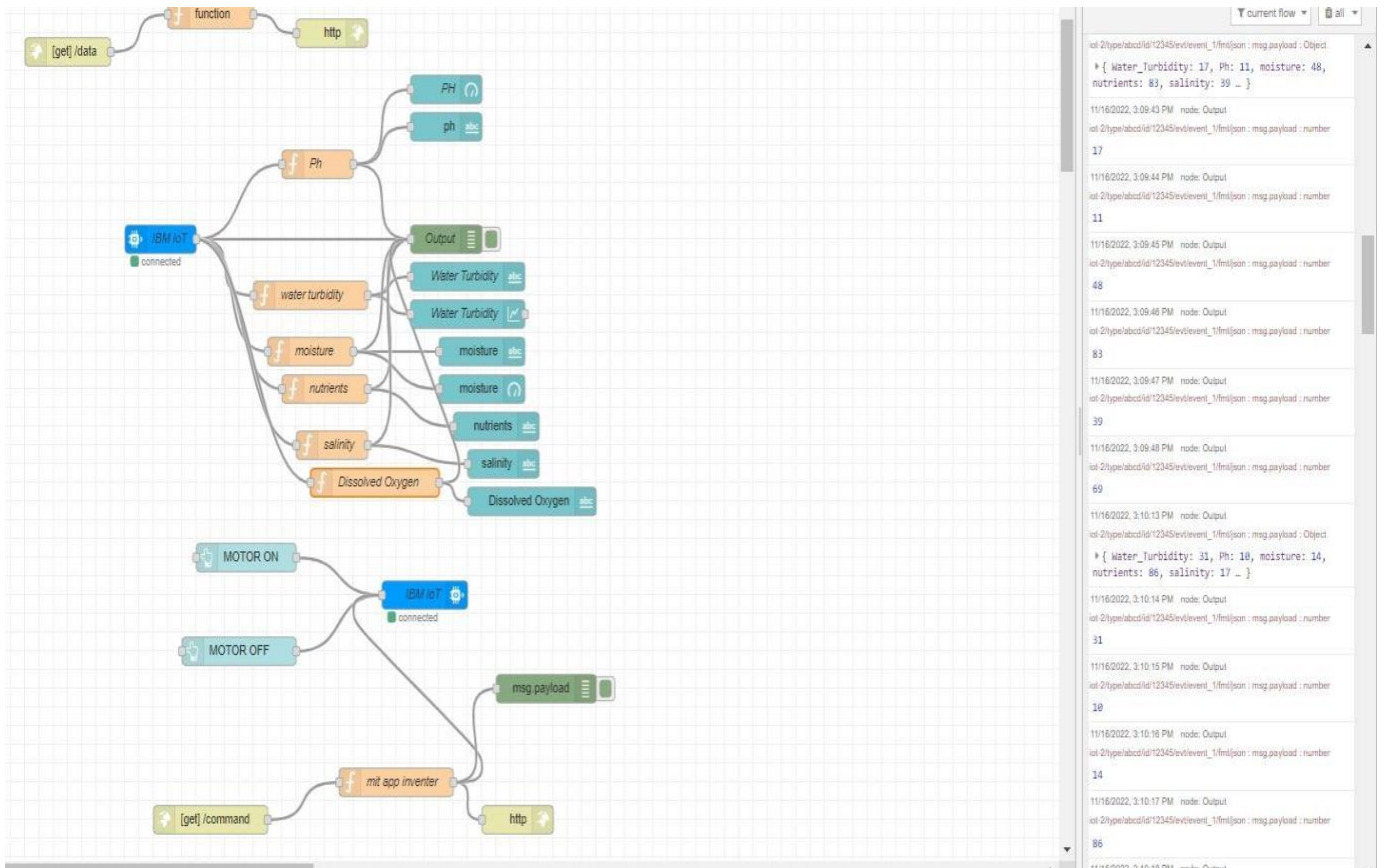 function
http
[get] /data
PH
ph abc
Ph
IBM IoT
connected
Output
Water Turbidity abc
water turbidity
Water Turbidity
moisture
moisture abc
moisture
nutrients
nutrients abc
salinity
salinity abc
Dissolved Oxygen
Dissolved Oxygen abc
MOTOR ON
IBM IoT
connected
MOTOR OFF
msg.payload
mit app inventer
[get] /command
http
current flow
all
iot-2/type/abcd/id/12345/evt/event_1/fmt/json : msg.payload : Object
{ Water_Turbidity: 17, Ph: 11, moisture: 48,
nutrients: 83, salinity: 39 … }
11/16/2022, 3:09:43 PM node: Output
iot-2/type/abcd/id/12345/evt/event_1/fmt/json : msg.payload : number
17
11/16/2022, 3:09:44 PM node: Output
iot-2/type/abcd/id/12345/evt/event_1/fmt/json : msg.payload : number
11
11/16/2022, 3:09:45 PM node: Output
iot-2/type/abcd/id/12345/evt/event_1/fmt/json : msg.payload : number
48
11/16/2022, 3:09:46 PM node: Output
iot-2/type/abcd/id/12345/evt/event_1/fmt/json : msg.payload : number
83
11/16/2022, 3:09:47 PM node: Output
iot-2/type/abcd/id/12345/evt/event_1/fmt/json : msg.payload : number
39
11/16/2022, 3:09:48 PM node: Output
iot-2/type/abcd/id/12345/evt/event_1/fmt/json : msg.payload : number
69
11/16/2022, 3:10:13 PM node: Output
iot-2/type/abcd/id/12345/evt/event_1/fmt/json : msg.payload : Object
{ Water_Turbidity: 31, Ph: 10, moisture: 14,
nutrients: 86, salinity: 17 … }
11/16/2022, 3:10:14 PM node: Output
iot-2/type/abcd/id/12345/evt/event_1/fmt/json : msg.payload : number
31
11/16/2022, 3:10:15 PM node: Output
iot-2/type/abcd/id/12345/evt/event_1/fmt/json : msg.payload : number
10
11/16/2022, 3:10:16 PM node: Output
iot-2/type/abcd/id/12345/evt/event_1/fmt/json : msg.payload : number
14
11/16/2022, 3:10:17 PM node: Output
iot-2/type/abcd/id/12345/evt/event_1/fmt/json : msg.payload : number
86